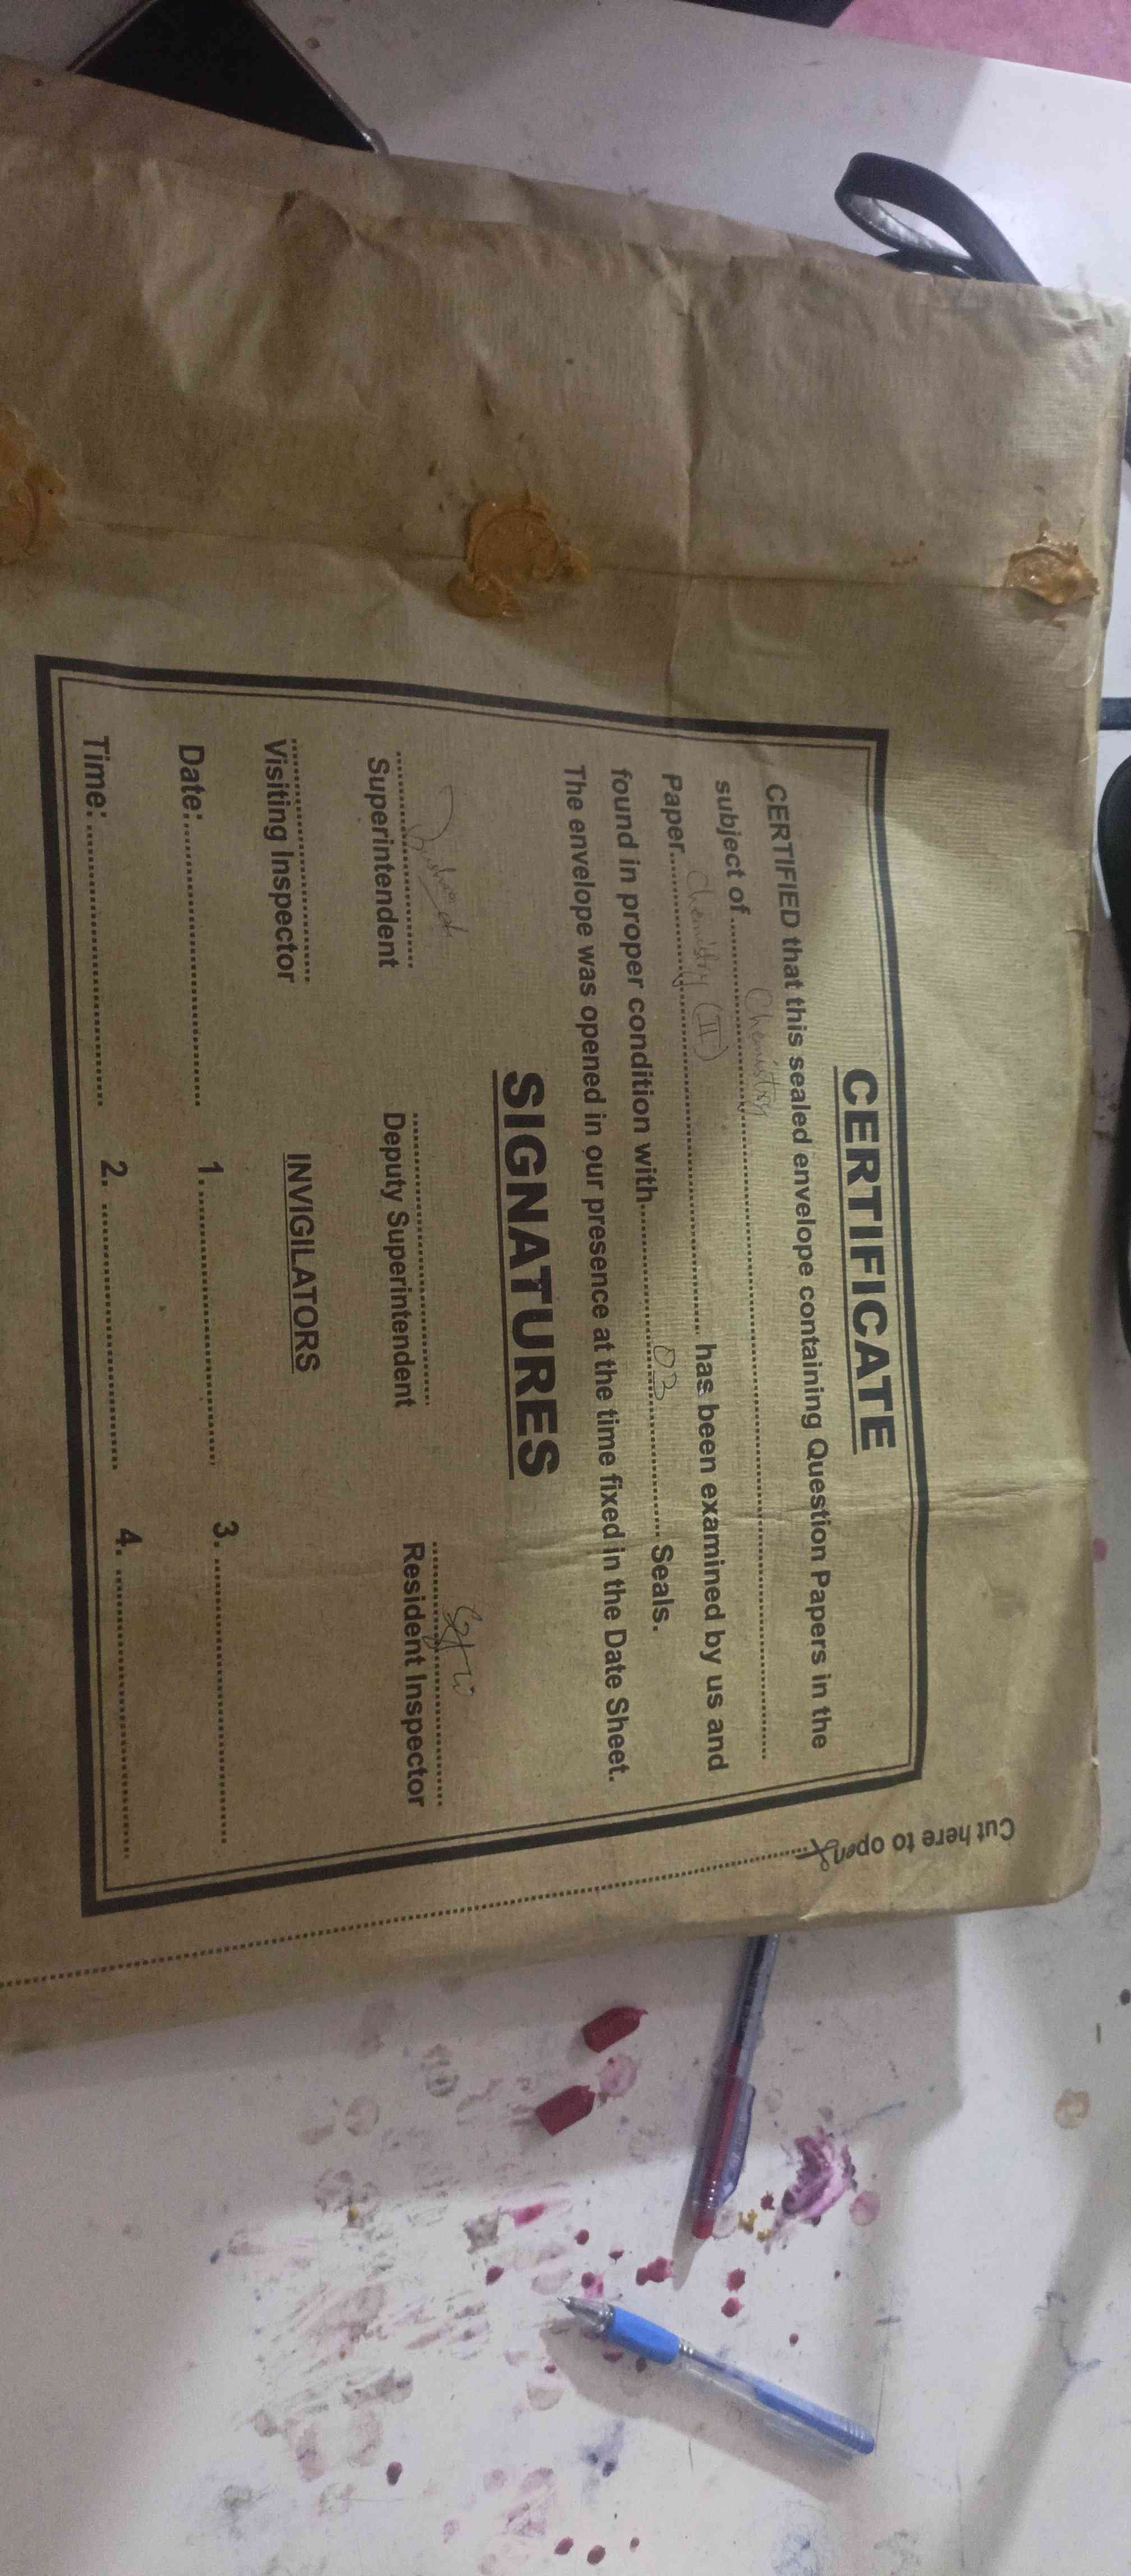 CERTIFICATE
CERTIFIED that this sealed envelope containing Question Papers in the
subject of Chemistry
Paper Chemistry (II) has been examined by us and
found in proper condition with 03 Seals.
The envelope was opened in our presence at the time fixed in the Date Sheet.
SIGNATURES
Superintendent Deputy Superintendent Resident Inspector
Visiting Inspector INVIGILATORS
Date: 1. 3.
Time: 2. 4.
Cut here to open